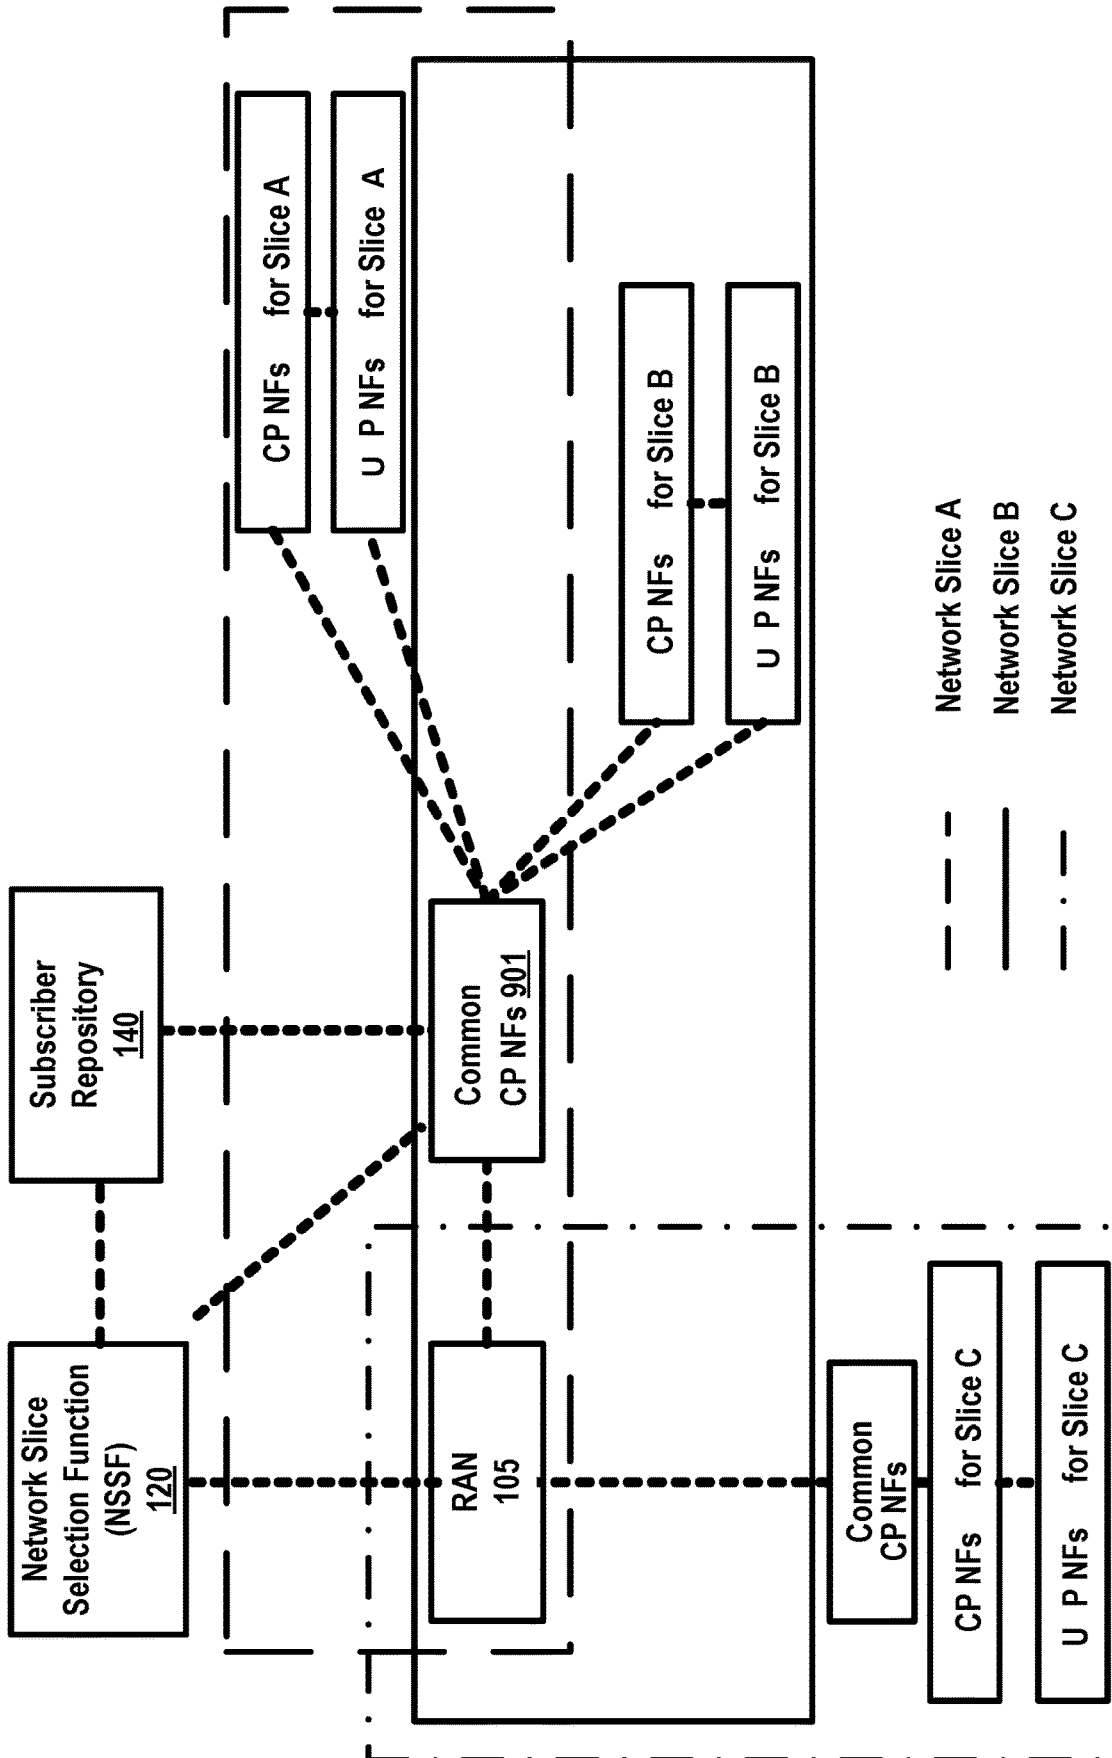 Network Slice
Selection Function
(NSSF)
120
Subscriber
Repository
140
RAN
105
Common
CP NFs 901
CP NFs for Slice A
U P NFs for Slice A
CP NFs for Slice B
U P NFs for Slice B
Common
CP NFs
CP NFs for Slice C
U P NFs for Slice C
Network Slice A
Network Slice B
Network Slice C